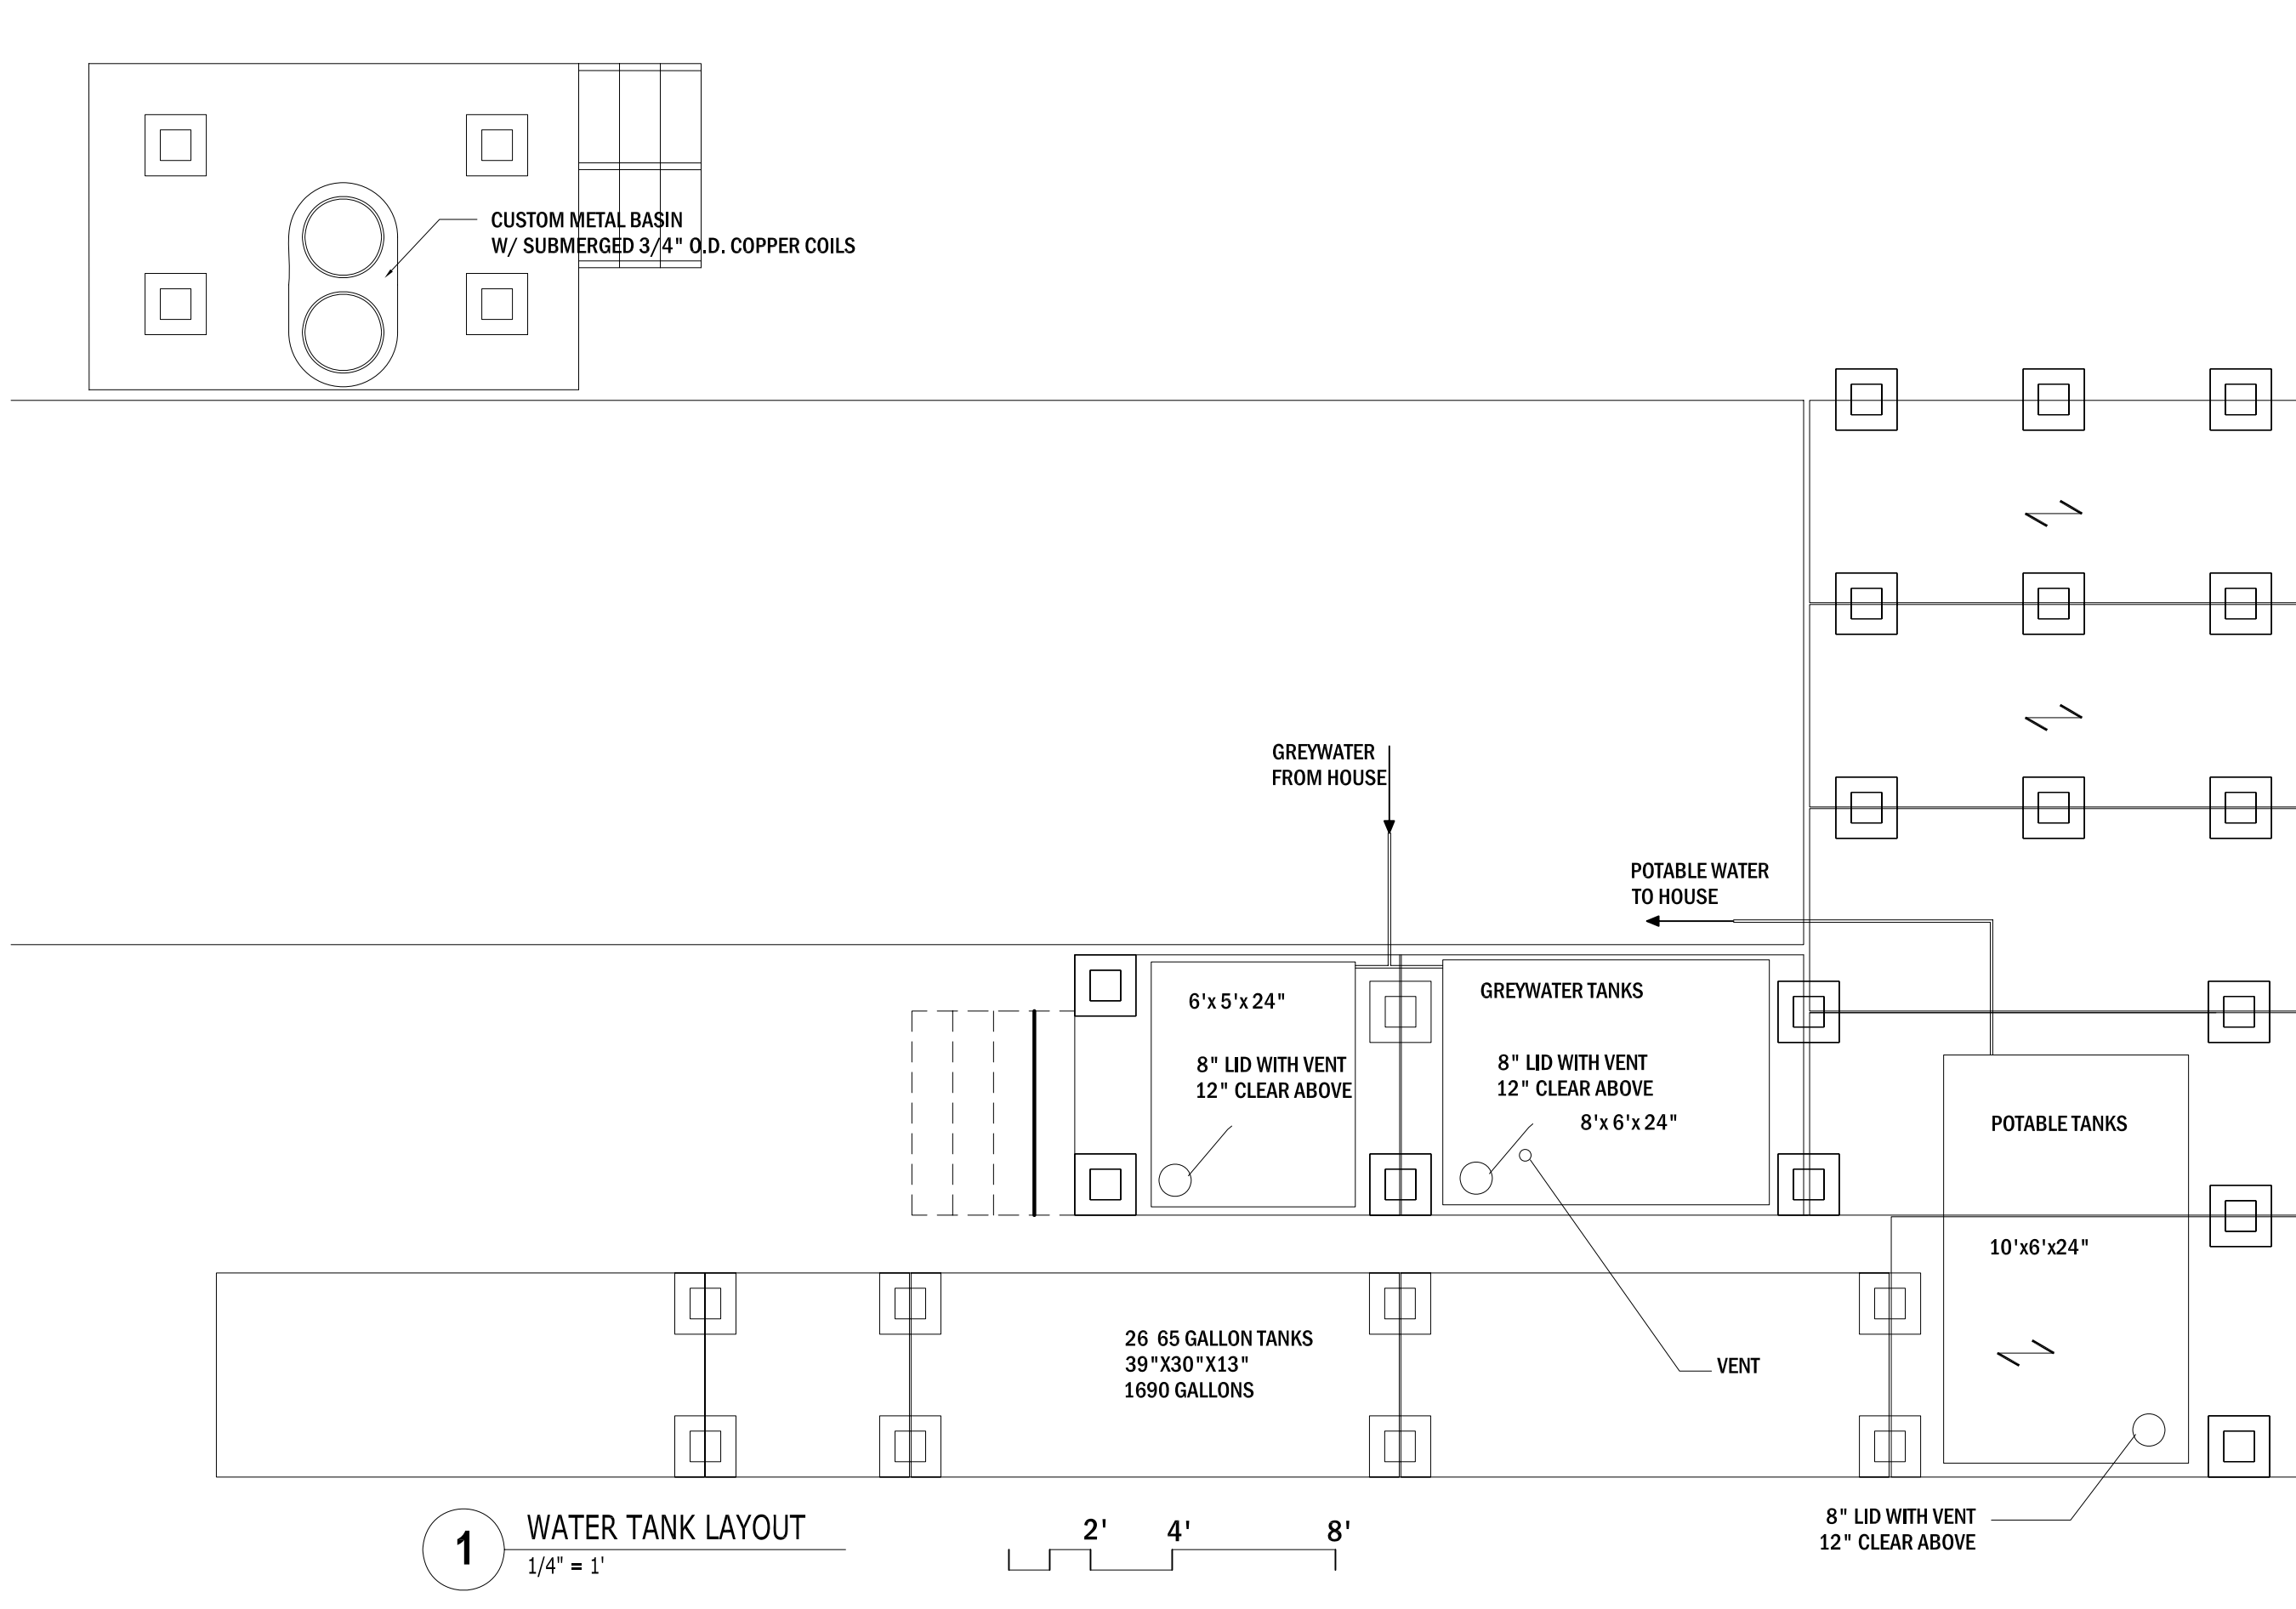 CUSTOM METAL BASIN
W/ SUBMERGED 3/4" O.D. COPPER COILS
GREYWATER
FROM HOUSE
POTABLE WATER
TO HOUSE
6'x 5'x 24"
GREYWATER TANKS
8" LID WITH VENT
12" CLEAR ABOVE
8" LID WITH VENT
12" CLEAR ABOVE
8'x 6'x 24"
POTABLE TANKS
10'x6'x24"
26 65 GALLON TANKS
39"X30"X13"
1690 GALLONS
VENT
8" LID WITH VENT
12" CLEAR ABOVE
1
WATER TANK LAYOUT
1/4" = 1'
2' 4' 8'